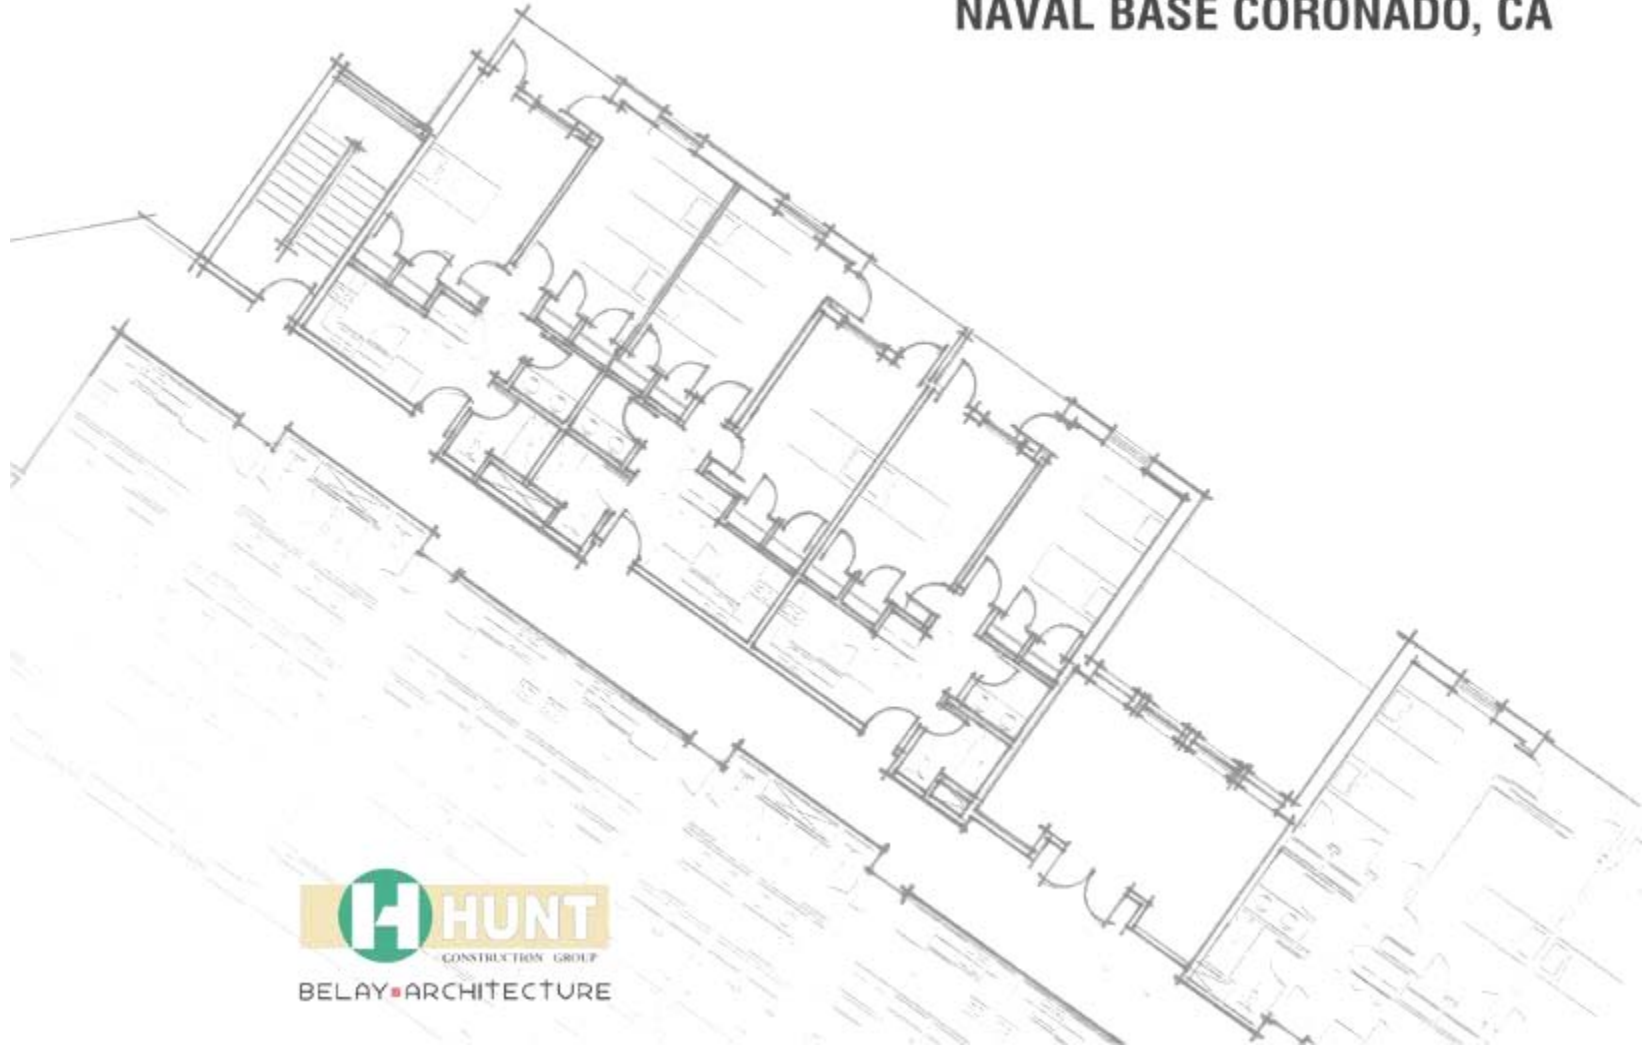 NAVAL BASE CORONADO, CA
H HUNT
CONSTRUCTION GROUP
BELAY ARCHITECTURE